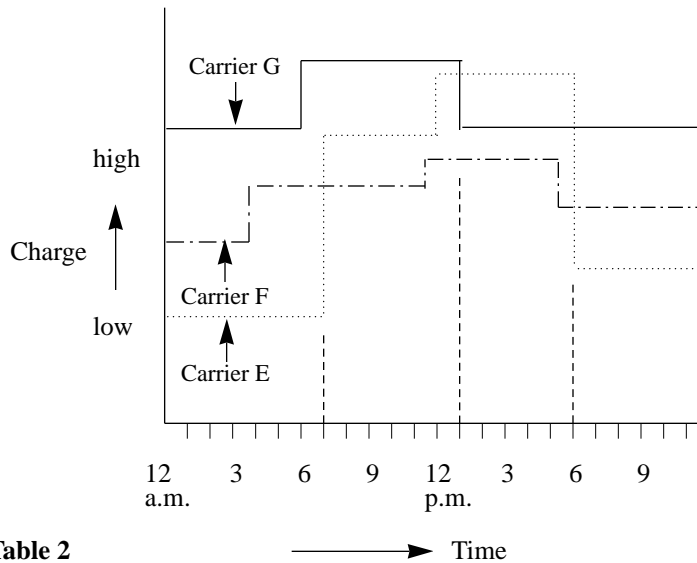 Carrier G
high
Charge
Carrier F
low
Carrier E
12 3 6 9 12 3 6 9
a.m. p.m.
Table 2 Time